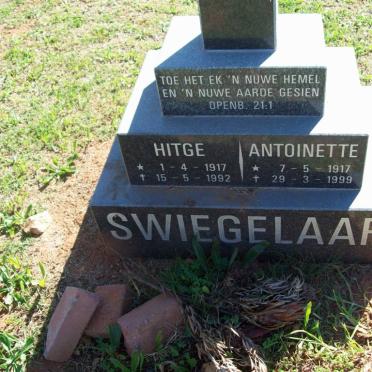 TOE HET EK 'N NUWE HEMEL
EN 'N NUWE AARDE GESIEN
OPENB. 21:1
HITGE
* 1-4-1917
✝ 15-5-1992
ANTOINETTE
* 7-5-1917
✝ 29-3-1999
SWIEGELAAR